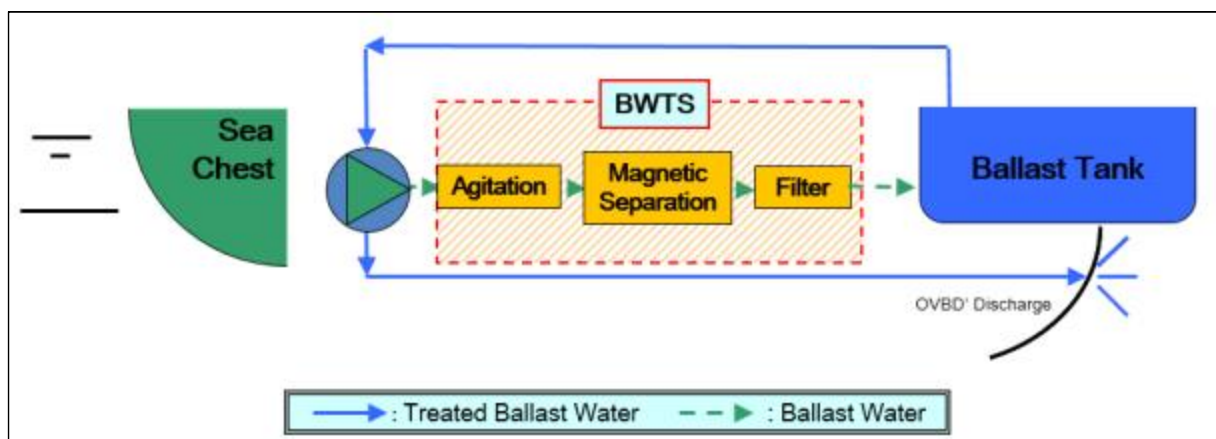 BWTS
Sea
Chest
Agitation
Magnetic
Separation
Filter
Ballast Tank
OVBD' Discharge
: Treated Ballast Water
: Ballast Water